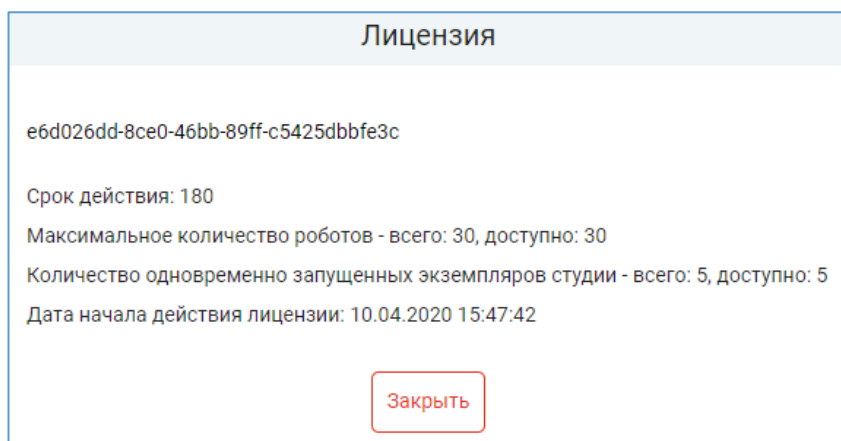 Лицензия
e6d026dd-8ce0-46bb-89ff-c5425dbbfe3c
Срок действия: 180
Максимальное количество роботов - всего: 30, доступно: 30
Количество одновременно запущенных экземпляров студии - всего: 5, доступно: 5
Дата начала действия лицензии: 10.04.2020 15:47:42
Закрыть